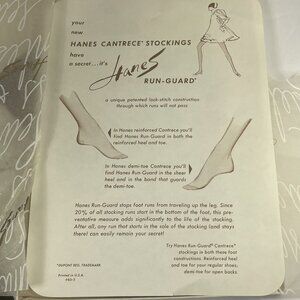 your
new
HANES CANTRECE* STOCKINGS
have
a secret...it's
Hanes
RUN-GUARD®
a unique patented lock-stitch construction
through which runs will not pass
In Hanes reinforced Cantrece you'll
find Hanes Run-Guard in both the
reinforced heel and toe.
In Hanes demi-toe Cantrece you'll
find Hanes Run-Guard in the sheer
heel and in the band that guards
the demi-toe.
Hanes Run-Guard stops foot runs from traveling up the leg. Since
20% of all stocking runs start in the bottom of the foot, this pre-
ventative measure adds significantly to the life of the stocking.
After all, any run that starts in the sole of the stocking land stays
there! can easily remain your secret!
Try Hanes Run-Guard® Cantrece*
stockings in both these foot
constructions. Reinforced heel
and toe for your regular shoes,
demi-toe for open backs.
*DUPONT REG. TRADEMARK
Printed in U.S.A.